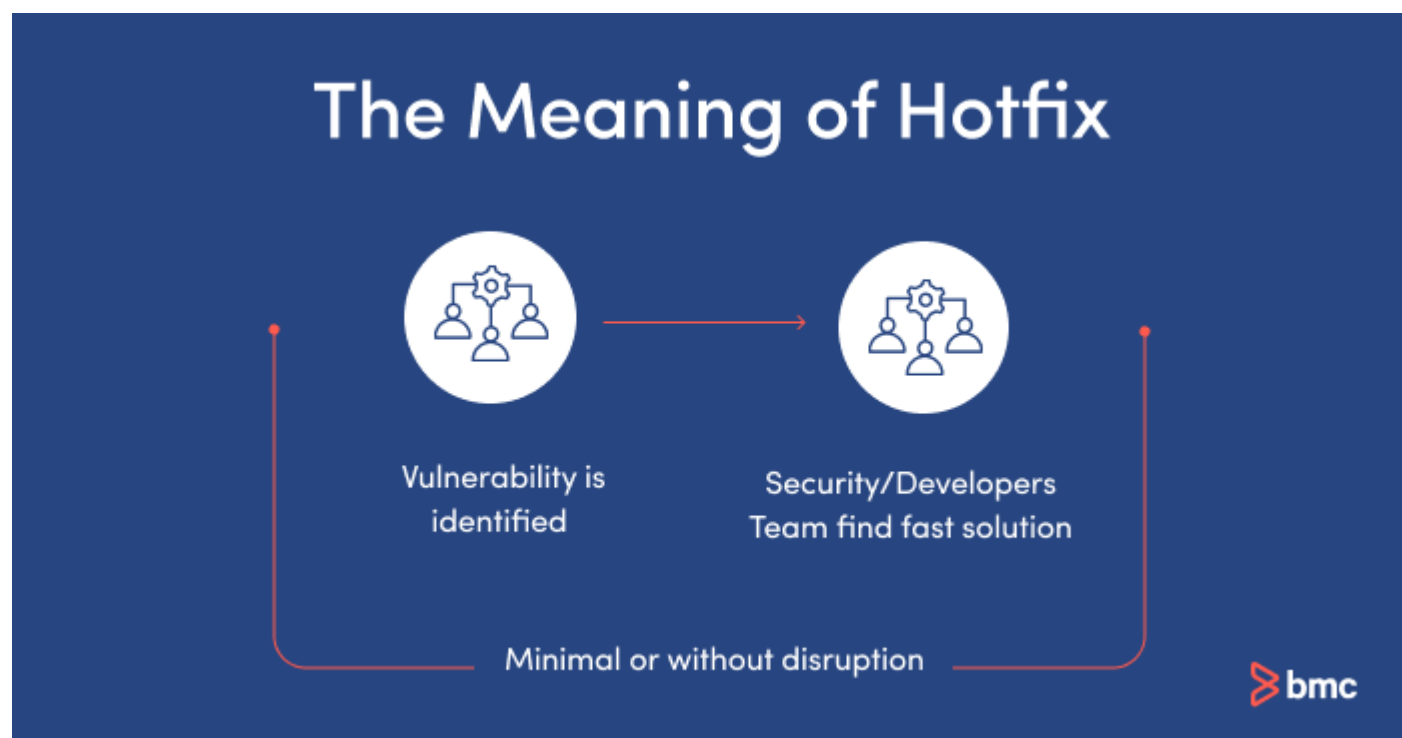 The Meaning of Hotfix
Vulnerability is
identified
Security/Developers
Team find fast solution
Minimal or without disruption
bmc